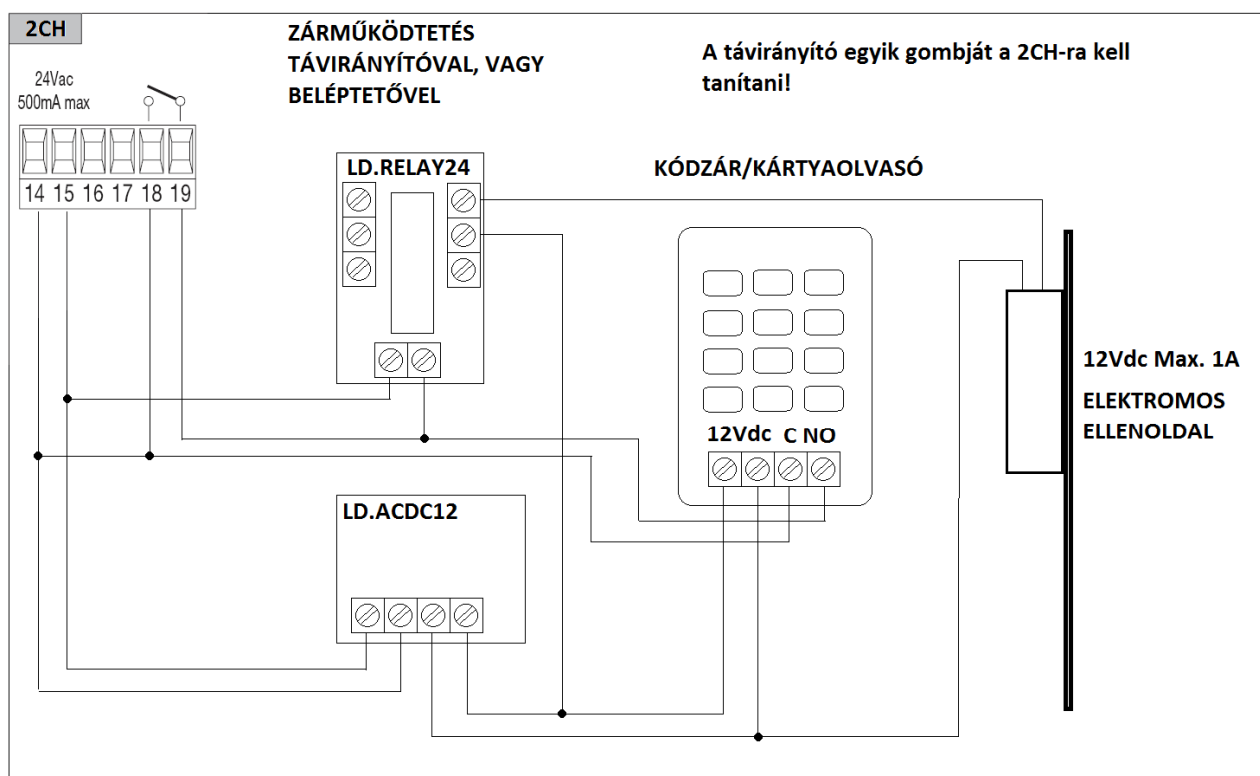 2CH
ZÁRMŰKÖDTETÉS
TÁVIRÁNYÍTÓVAL, VAGY
BELÉPTETŐVEL
A távirányító egyik gombját a 2CH-ra kell
tanítani!
24Vac
500mA max
14 15 16 17 18 19
LD.RELAY24
KÓDZÁR/KÁRTYAOLVASÓ
12Vdc C NO
12Vdc Max. 1A
ELEKTROMOS
ELLENOLDAL
LD.ACDC12